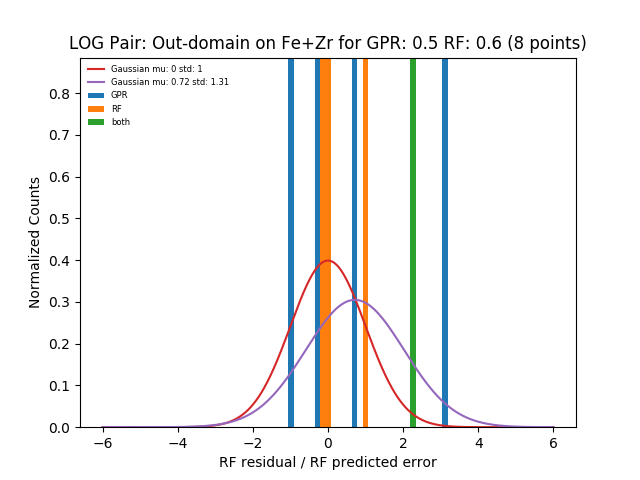 LOG Pair: Out-domain on Fe+Zr for GPR: 0.5 RF: 0.6 (8 points)
Gaussian mu: 0 std: 1
Gaussian mu: 0.72 std: 1.31
GPR
RF
both
0.8
0.7
0.6
0.5
0.4
0.3
0.2
0.1
0.0
Normalized Counts
−6 −4 −2 0 2 4 6
RF residual / RF predicted error